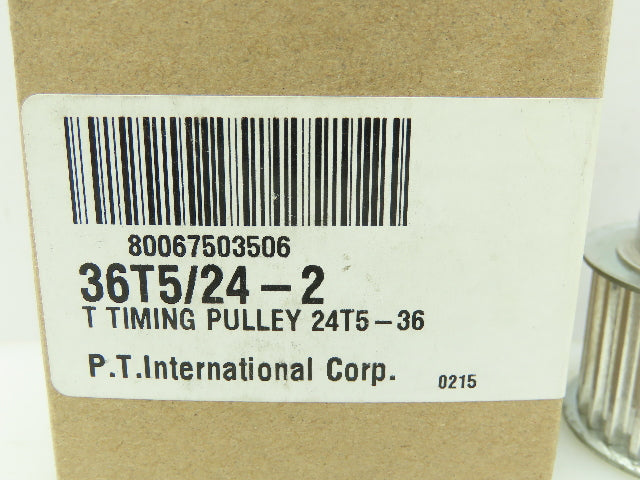 80067503506
36T5/24-2
T TIMING PULLEY 24T5-36
P.T.International Corp. 0215